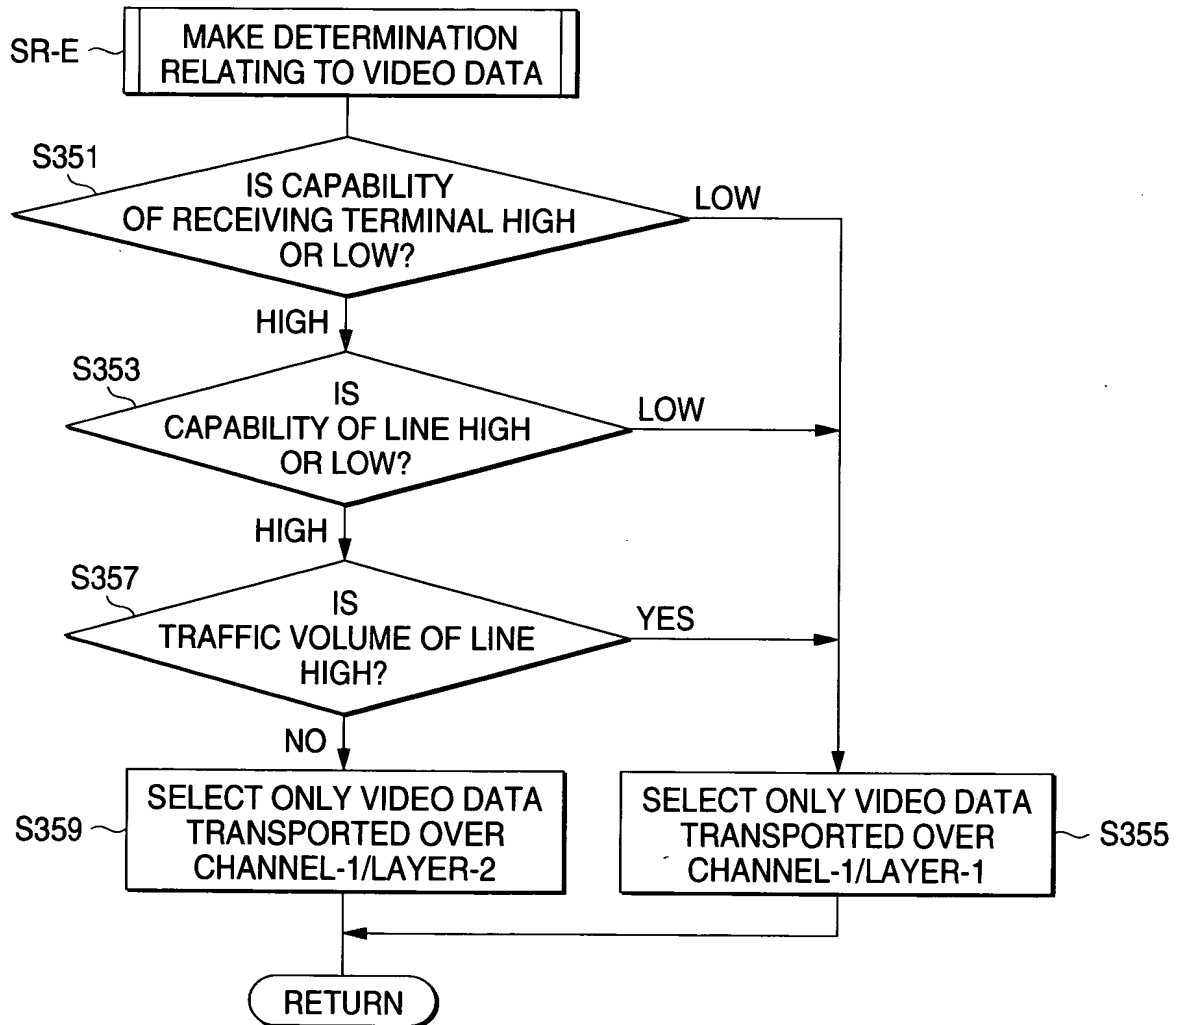 SR-E
MAKE DETERMINATION
RELATING TO VIDEO DATA
S351
IS CAPABILITY
OF RECEIVING TERMINAL HIGH
OR LOW?
LOW
HIGH
S353
IS
CAPABILITY OF LINE HIGH
OR LOW?
LOW
HIGH
S357
IS
TRAFFIC VOLUME OF LINE
HIGH?
YES
NO
S359
SELECT ONLY VIDEO DATA
TRANSPORTED OVER
CHANNEL-1/LAYER-2
SELECT ONLY VIDEO DATA
TRANSPORTED OVER
CHANNEL-1/LAYER-1
S355
RETURN